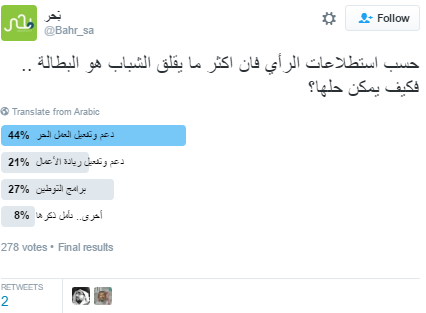 بَحر
@Bahr_sa
Follow
حسب استطلاعات الرأي فان اكثر ما يقلق الشباب هو البطالة ..
فكيف يمكن حلها؟
Translate from Arabic
44% دعم وتفعيل العمل الحر
21% دعم وتفعيل ريادة الأعمال
27% برامج التوطين
8% أخرى.. نأمل ذكرها
278 votes • Final results
RETWEETS
2